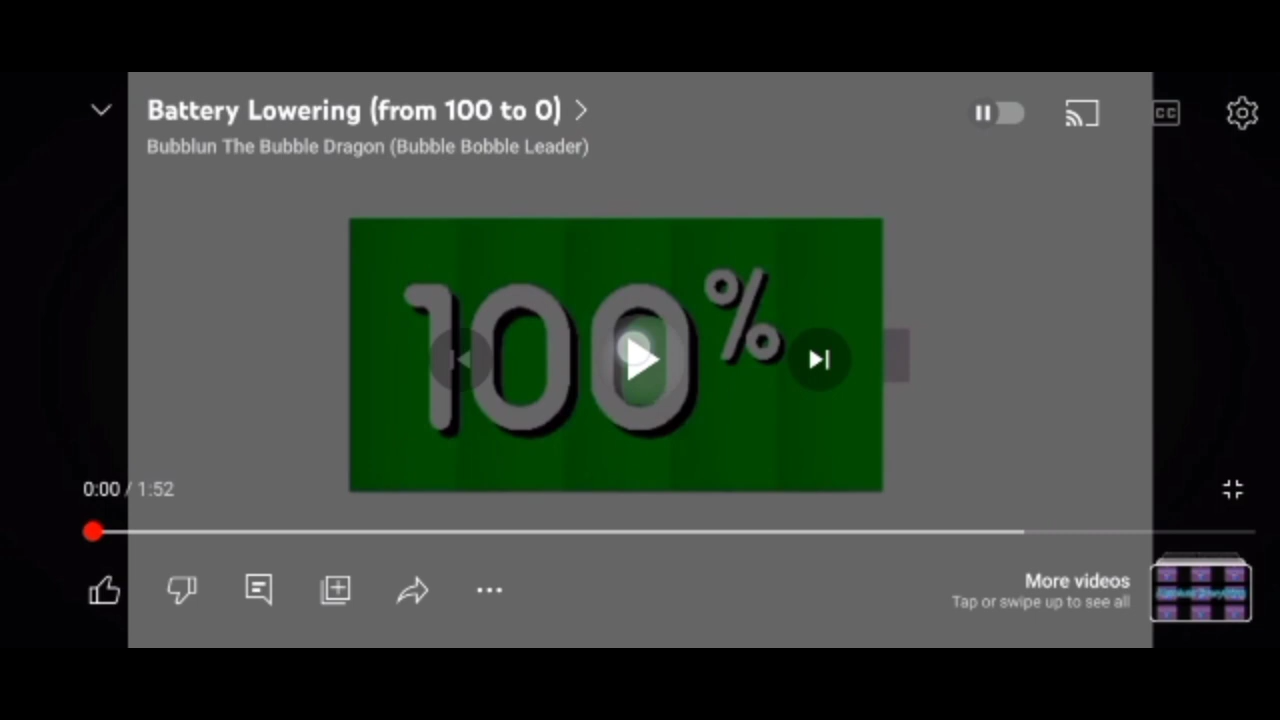 Battery Lowering (from 100 to 0)
CC
Bubblun The Bubble Dragon (Bubble Bobble Leader)
100%
0:00 / 1:52
More videos
Tap or swipe up to see all